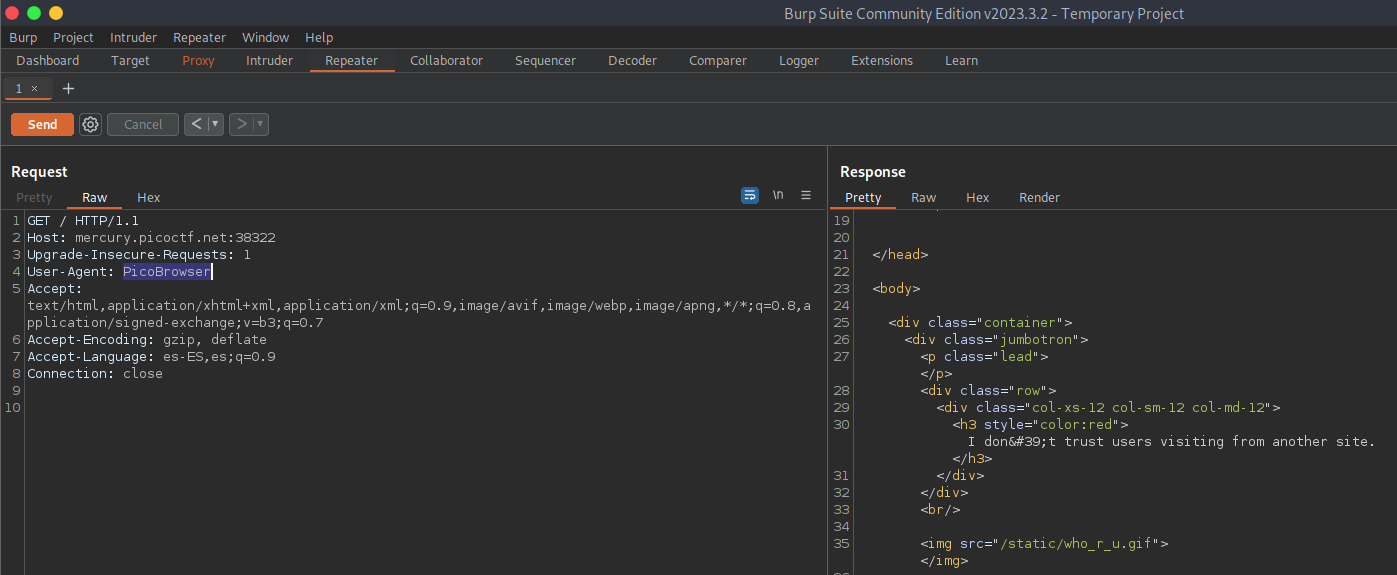 Burp Suite Community Edition v2023.3.2 - Temporary Project
Burp Project Intruder Repeater Window Help
Dashboard Target Proxy Intruder Repeater Collaborator Sequencer Decoder Comparer Logger Extensions Learn
1 × +
Send Cancel < ▼ > ▼
Request
Pretty Raw Hex \n
1 GET / HTTP/1.1
2 Host: mercury.picoctf.net:38322
3 Upgrade-Insecure-Requests: 1
4 User-Agent: PicoBrowser
5 Accept:
text/html,application/xhtml+xml,application/xml;q=0.9,image/avif,image/webp,image/apng,*/*;q=0.8,a
pplication/signed-exchange;v=b3;q=0.7
6 Accept-Encoding: gzip, deflate
7 Accept-Language: es-ES,es;q=0.9
8 Connection: close
9
10
Response
Pretty Raw Hex Render
19
20
21 </head>
22
23 <body>
24
25 <div class="container">
26 <div class="jumbotron">
27 <p class="lead">
</p>
28 <div class="row">
29 <div class="col-xs-12 col-sm-12 col-md-12">
30 <h3 style="color:red">
I don&#39;t trust users visiting from another site.
</h3>
31 </div>
32 </div>
33 <br/>
34
35 <img src="/static/who_r_u.gif">
</img>